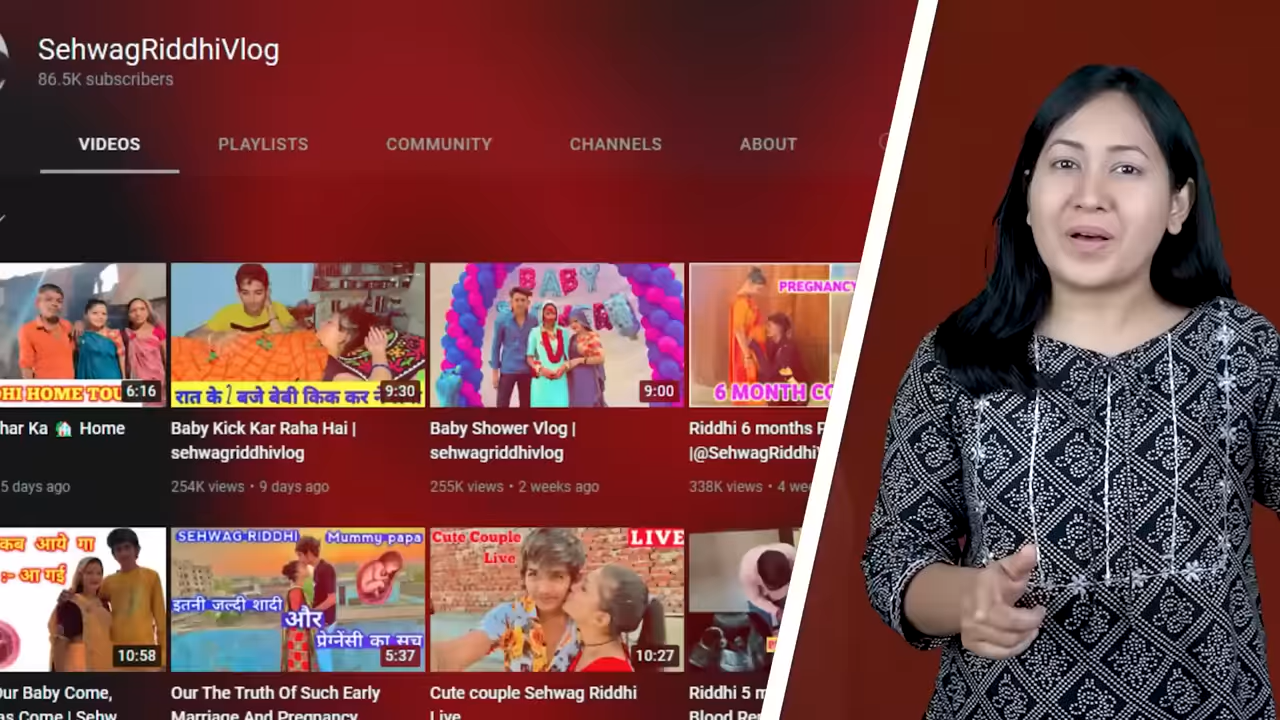 SehwagRiddhiVlog
86.5K subscribers
VIDEOS PLAYLISTS COMMUNITY CHANNELS ABOUT
BABY
PREGNANCY
HOME TOU 6:16
रात के 2 बजे बेबी किक कर 9:30
9:00
6 MONTH
har Ka Home
Baby Kick Kar Raha Hai |
sehwagriddhivlog
Baby Shower Vlog |
sehwagriddhivlog
Riddhi 6 months
|@SehwagRiddhi
5 days ago
254K views • 9 days ago
255K views • 2 weeks ago
338K views • 4
कब आये गा
:- आ गई
10:58
SEHWAG RIDDHI
Mummy papa
इतनी जल्दी शादी
और
प्रेग्नेंसी का सच
5:37
Cute Couple
Live
LIVE
10:27
Our Baby Come,
as Come | Sehw
Our The Truth Of Such Early
Marriage And Pregnancy
Cute couple Sehwag Riddhi
Live
Riddhi 5 m
Blood Re